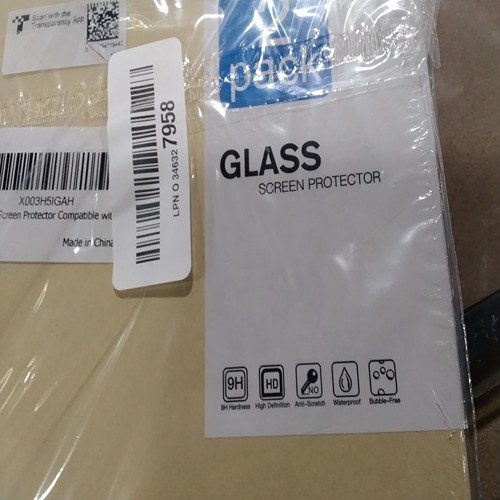 Scan with the
Transparency App
pack
GLASS
SCREEN PROTECTOR
LPN O 34632 7958
X003H5IGAH
Screen Protector Compatible wit
Made in China
9H
HD
NO
9H Hardness
High Definition
Anti-Scratch
Waterproof
Bubble-Free